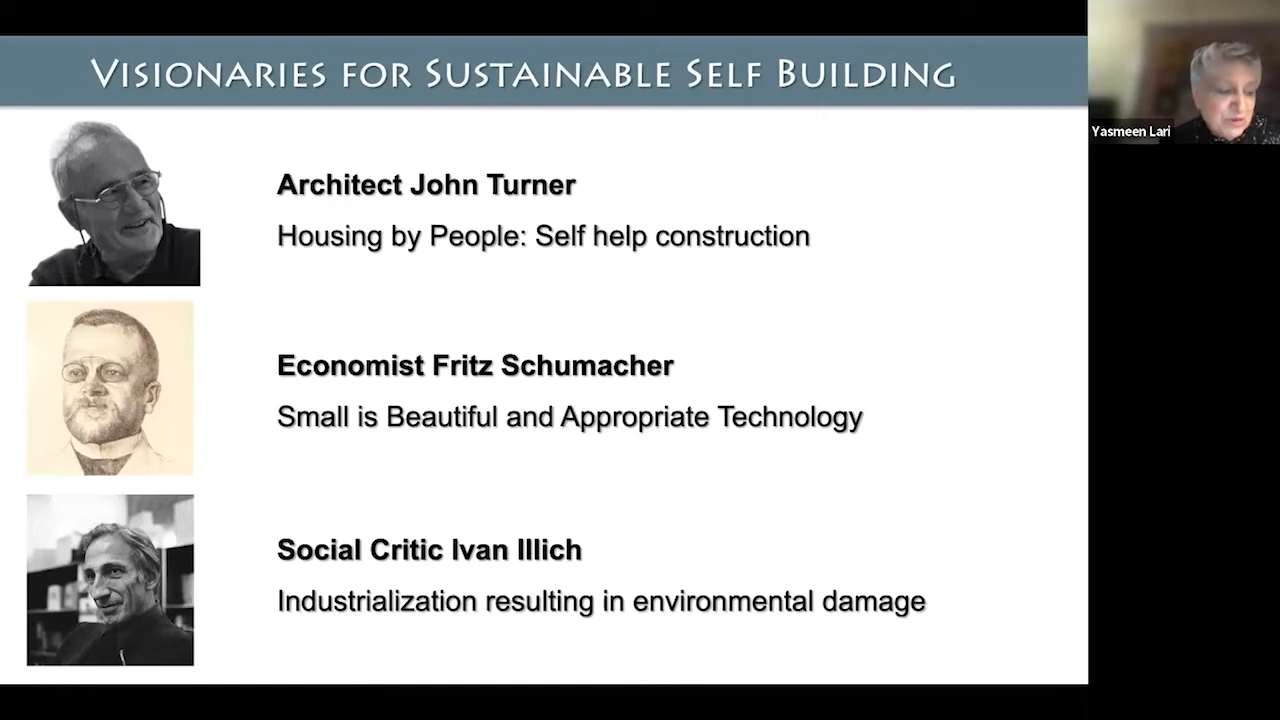 VISIONARIES FOR SUSTAINABLE SELF BUILDING
Yasmeen Lari
Architect John Turner
Housing by People: Self help construction
Economist Fritz Schumacher
Small is Beautiful and Appropriate Technology
Social Critic Ivan Illich
Industrialization resulting in environmental damage